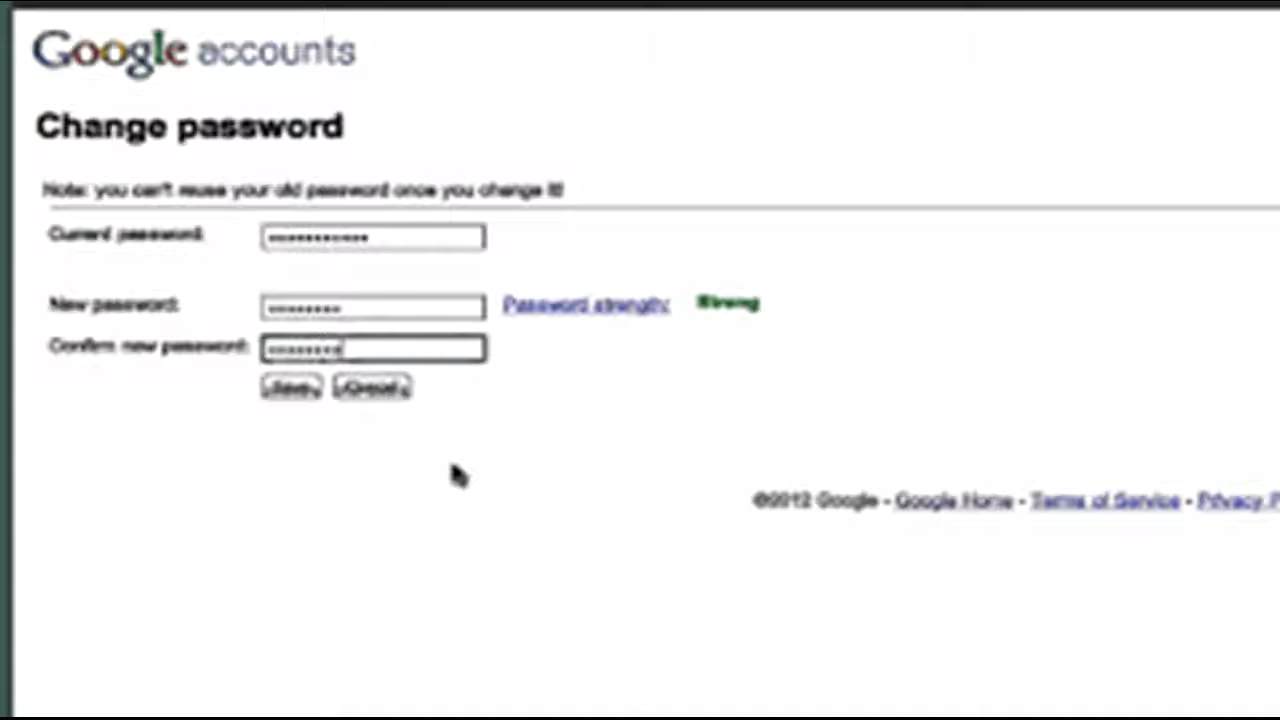 Google accounts
Change password
Note: you can't reuse your old password once you change it!
Current password:
New password: Password strength: Strong
Confirm new password:
Save Cancel
©2012 Google - Google Home - Terms of Service - Privacy P